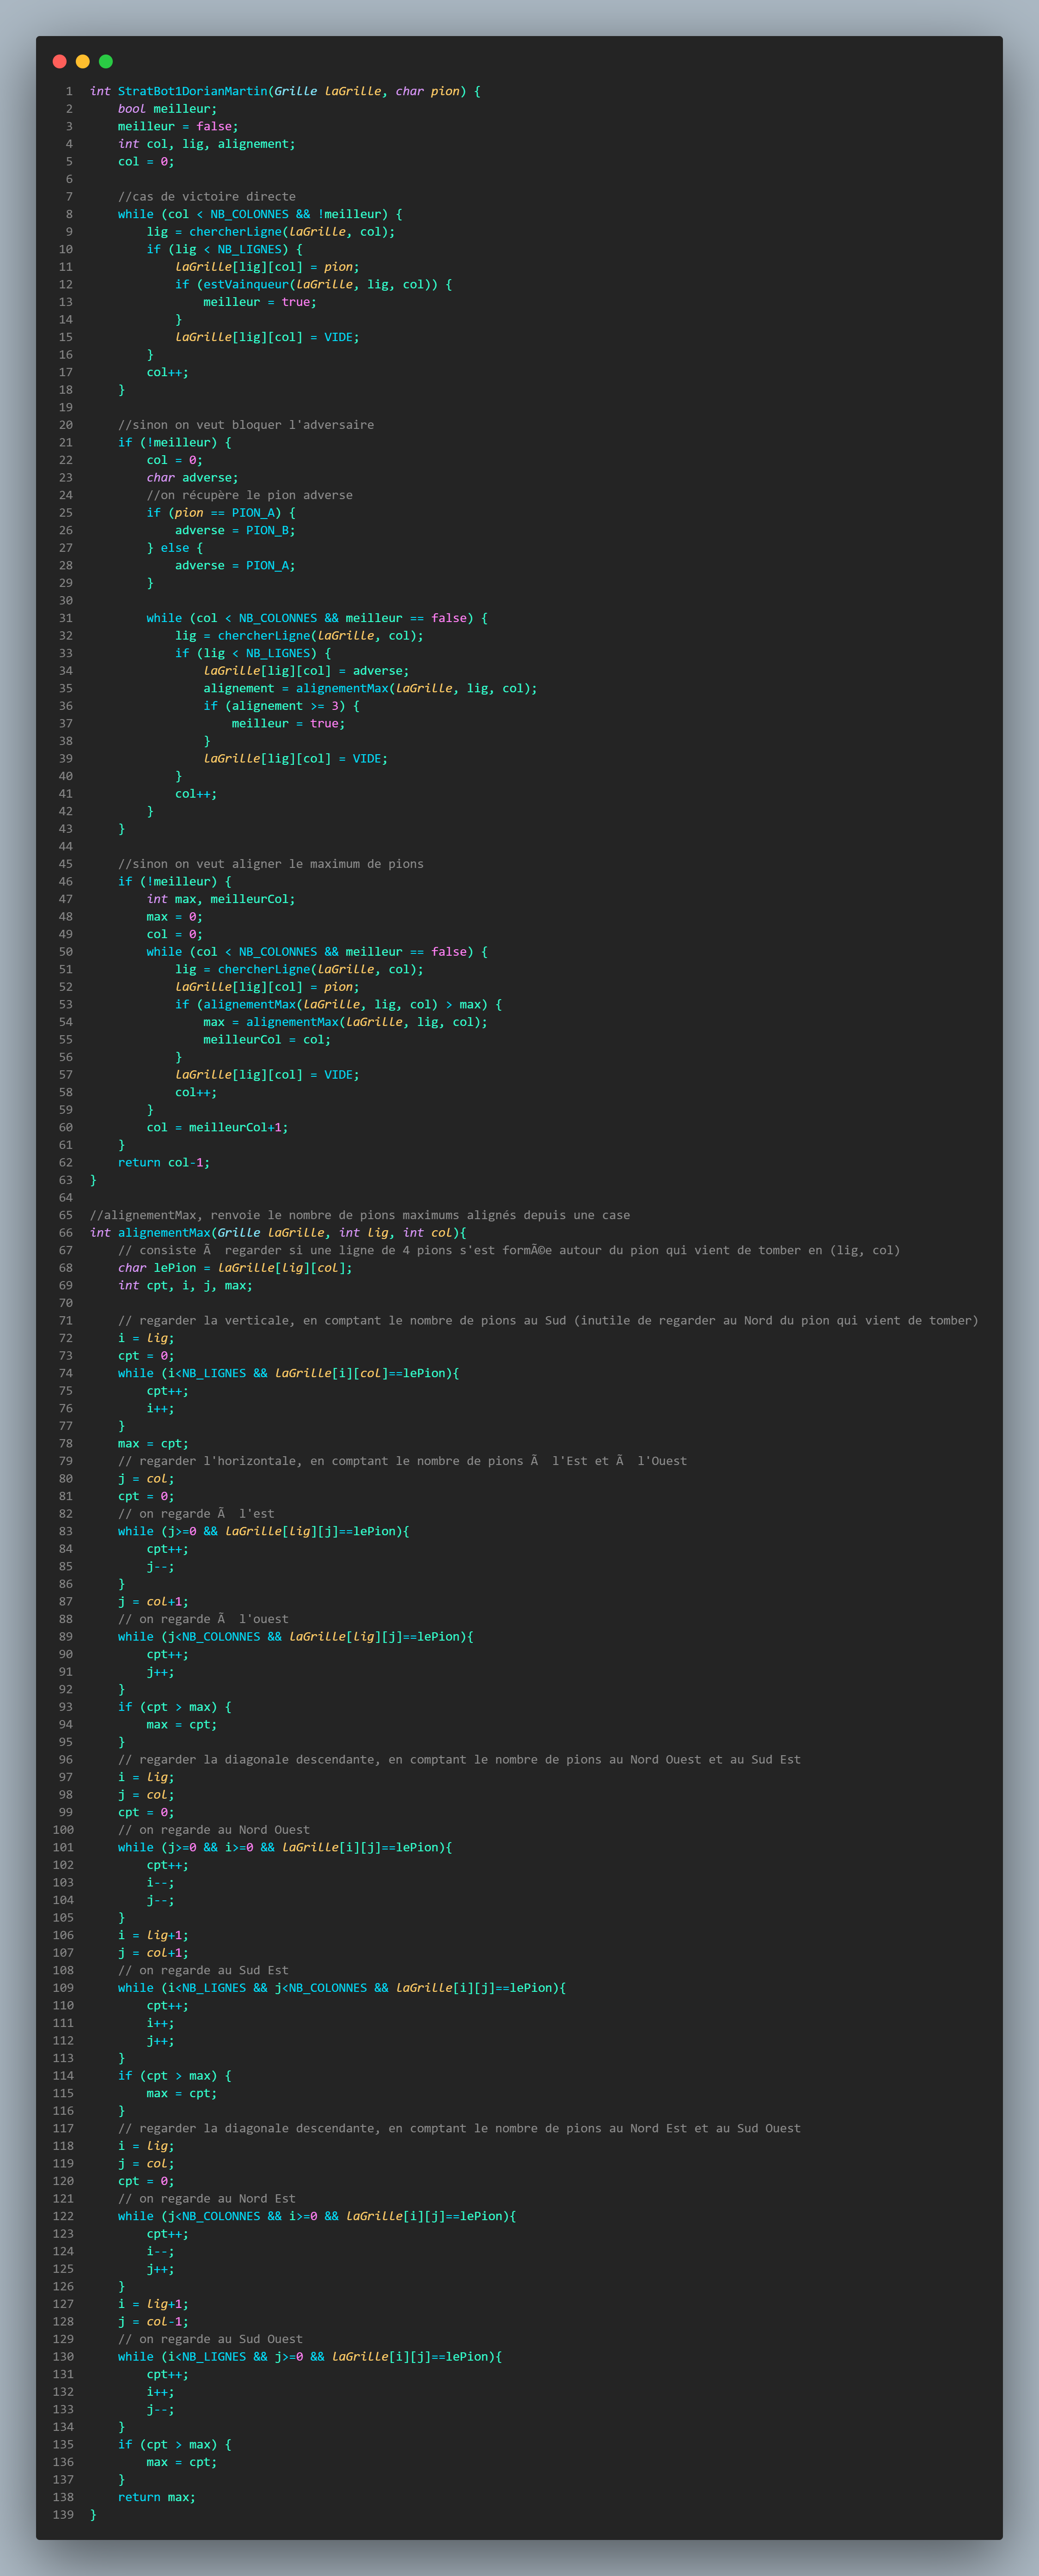 1 int StratBot1DorianMartin(Grille laGrille, char pion) {
2     bool meilleur;
3     meilleur = false;
4     int col, lig, alignement;
5     col = 0;
6
7     //cas de victoire directe
8     while (col < NB_COLONNES && !meilleur) {
9         lig = chercherLigne(laGrille, col);
10         if (lig < NB_LIGNES) {
11             laGrille[lig][col] = pion;
12             if (estVainqueur(laGrille, lig, col)) {
13                 meilleur = true;
14             }
15             laGrille[lig][col] = VIDE;
16         }
17         col++;
18     }
19
20     //sinon on veut bloquer l'adversaire
21     if (!meilleur) {
22         col = 0;
23         char adverse;
24         //on récupère le pion adverse
25         if (pion == PION_A) {
26             adverse = PION_B;
27         } else {
28             adverse = PION_A;
29         }
30
31         while (col < NB_COLONNES && meilleur == false) {
32             lig = chercherLigne(laGrille, col);
33             if (lig < NB_LIGNES) {
34                 laGrille[lig][col] = adverse;
35                 alignement = alignementMax(laGrille, lig, col);
36                 if (alignement >= 3) {
37                     meilleur = true;
38                 }
39                 laGrille[lig][col] = VIDE;
40             }
41             col++;
42         }
43     }
44
45     //sinon on veut aligner le maximum de pions
46     if (!meilleur) {
47         int max, meilleurCol;
48         max = 0;
49         col = 0;
50         while (col < NB_COLONNES && meilleur == false) {
51             lig = chercherLigne(laGrille, col);
52             laGrille[lig][col] = pion;
53             if (alignementMax(laGrille, lig, col) > max) {
54                 max = alignementMax(laGrille, lig, col);
55                 meilleurCol = col;
56             }
57             laGrille[lig][col] = VIDE;
58             col++;
59         }
60         col = meilleurCol+1;
61     }
62     return col-1;
63 }
64
65 //alignementMax, renvoie le nombre de pions maximums alignés depuis une case
66 int alignementMax(Grille laGrille, int lig, int col){
67     // consiste Ã  regarder si une ligne de 4 pions s'est formÃ©e autour du pion qui vient de tomber en (lig, col)
68     char lePion = laGrille[lig][col];
69     int cpt, i, j, max;
70
71     // regarder la verticale, en comptant le nombre de pions au Sud (inutile de regarder au Nord du pion qui vient de tomber)
72     i = lig;
73     cpt = 0;
74     while (i<NB_LIGNES && laGrille[i][col]==lePion){
75         cpt++;
76         i++;
77     }
78     max = cpt;
79     // regarder l'horizontale, en comptant le nombre de pions Ã  l'Est et Ã  l'Ouest
80     j = col;
81     cpt = 0;
82     // on regarde Ã  l'est
83     while (j>=0 && laGrille[lig][j]==lePion){
84         cpt++;
85         j--;
86     }
87     j = col+1;
88     // on regarde Ã  l'ouest
89     while (j<NB_COLONNES && laGrille[lig][j]==lePion){
90         cpt++;
91         j++;
92     }
93     if (cpt > max) {
94         max = cpt;
95     }
96     // regarder la diagonale descendante, en comptant le nombre de pions au Nord Ouest et au Sud Est
97     i = lig;
98     j = col;
99     cpt = 0;
100     // on regarde au Nord Ouest
101     while (j>=0 && i>=0 && laGrille[i][j]==lePion){
102         cpt++;
103         i--;
104         j--;
105     }
106     i = lig+1;
107     j = col+1;
108     // on regarde au Sud Est
109     while (i<NB_LIGNES && j<NB_COLONNES && laGrille[i][j]==lePion){
110         cpt++;
111         i++;
112         j++;
113     }
114     if (cpt > max) {
115         max = cpt;
116     }
117     // regarder la diagonale descendante, en comptant le nombre de pions au Nord Est et au Sud Ouest
118     i = lig;
119     j = col;
120     cpt = 0;
121     // on regarde au Nord Est
122     while (j<NB_COLONNES && i>=0 && laGrille[i][j]==lePion){
123         cpt++;
124         i--;
125         j++;
126     }
127     i = lig+1;
128     j = col-1;
129     // on regarde au Sud Ouest
130     while (i<NB_LIGNES && j>=0 && laGrille[i][j]==lePion){
131         cpt++;
132         i++;
133         j--;
134     }
135     if (cpt > max) {
136         max = cpt;
137     }
138     return max;
139 }